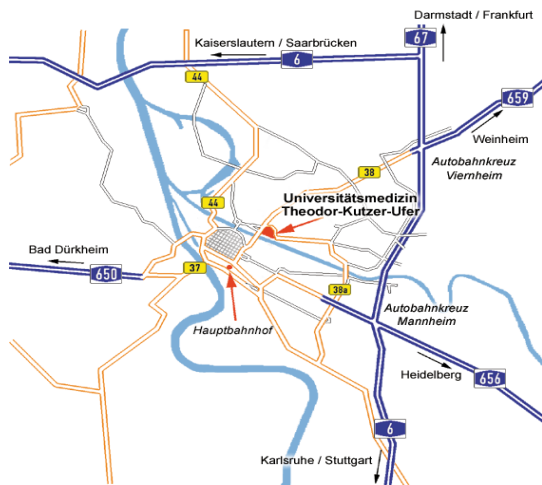 Darmstadt / Frankfurt
67
Kaiserslautern / Saarbrücken
6
44
659
Weinheim
38
Autobahnkreuz
Viernheim
Universitätsmedizin
Theodor-Kutzer-Ufer
44
Bad Dürkheim
650
37
38a
Hauptbahnhof
Autobahnkreuz
Mannheim
Heidelberg
656
6
Karlsruhe / Stuttgart